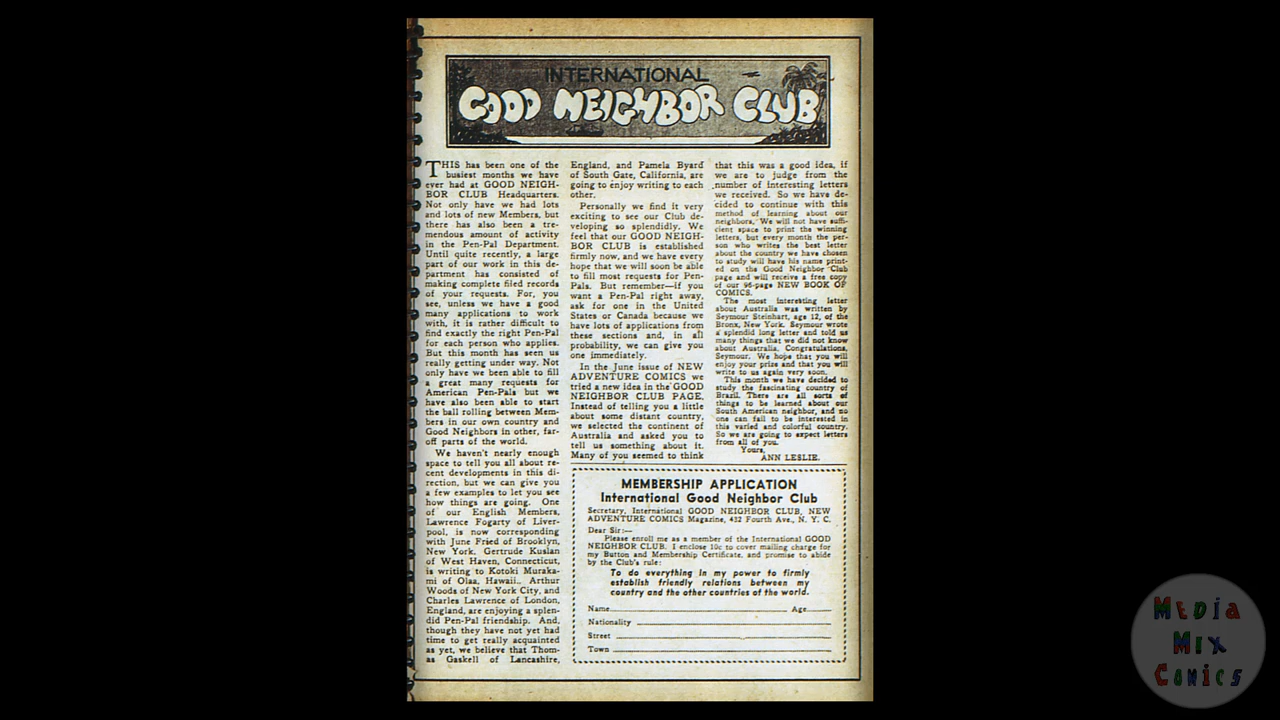 INTERNATIONAL
GOOD NEIGHBOR CLUB
THIS has been one of the
busiest months we have
ever had at GOOD NEIGH-
BOR CLUB Headquarters.
Not only have we had lots
and lots of new Members, but
there has also been a tre-
mendous amount of activity
in the Pen-Pal Department.
Until quite recently, a large
part of our work in this de-
partment has consisted of
making complete filed records
of your requests. For, you
see, unless we have a good
many applications to work
with, it is rather difficult to
find exactly the right Pen-Pal
for each person who applies.
But this month has seen us
really getting under way. Not
only have we been able to fill
a great many requests for
American Pen-Pals but we
have also been able to start
the ball rolling between Mem-
bers in our own country and
Good Neighbors in other, far-
off parts of the world.
We haven't nearly enough
space to tell you all about re-
cent developments in this di-
rection, but we can give you
a few examples to let you see
how things are going. One
of our English Members,
Lawrence Fogarty of Liver-
pool, is now corresponding
with June Fried of Brooklyn,
New York. Gertrude Kuslan
of West Haven, Connecticut,
is writing to Kotoki Muraka-
mi of Olaa, Hawaii. Arthur
Woods of New York City, and
Charles Lawrence of London,
England, are enjoying a splen-
did Pen-Pal friendship. And,
though they have not yet had
time to get really acquainted
as yet, we believe that Thom-
as Gaskell of Lancashire,
England, and Pamela Byard
of South Gate, California, are
going to enjoy writing to each
other.
Personally we find it very
exciting to see our Club de-
veloping so splendidly. We
feel that our GOOD NEIGH-
BOR CLUB is established
firmly now, and we have every
hope that we will soon be able
to fill most requests for Pen-
Pals. But remember—if you
want a Pen-Pal right away,
ask for one in the United
States or Canada because we
have lots of applications from
these sections and, in all
probability, we can give you
one immediately.
In the June issue of NEW
ADVENTURE COMICS we
tried a new idea in the GOOD
NEIGHBOR CLUB PAGE.
Instead of telling you a little
about some distant country,
we selected the continent of
Australia and asked you to
tell us something about it.
Many of you seemed to think
that this was a good idea, if
we are to judge from the
number of interesting letters
we received. So we have de-
cided to continue with this
method of learning about our
neighbors. We will not have suffi-
cient space to print the winning
letters, but every month the per-
son who writes the best letter
about the country we have chosen
to study will have his name print-
ed on the Good Neighbor Club
page and will receive a free copy
of our 96-page NEW BOOK OF
COMICS.
The most interesting letter
about Australia was written by
Seymour Steinhart, age 12, of the
Bronx, New York. Seymour wrote
a splendid long letter and told us
many things that we did not know
about Australia. Congratulations,
Seymour. We hope that you will
enjoy your prize and that you will
write to us again very soon.
This month we have decided to
study the fascinating country of
Brazil. There are all sorts of
things to be learned about our
South American neighbor, and no
one can fail to be interested in
this varied and colorful country.
So we are going to expect letters
from all of you.
Yours,
ANN LESLIE.
MEMBERSHIP APPLICATION
International Good Neighbor Club
Secretary, International GOOD NEIGHBOR CLUB, NEW
ADVENTURE COMICS Magazine, 432 Fourth Ave., N. Y. C.
Dear Sir:—
Please enroll me as a member of the International GOOD
NEIGHBOR CLUB. I enclose 10c to cover mailing charge for
my Button and Membership Certificate, and promise to abide
by the Club's rule:
To do everything in my power to firmly
establish friendly relations between my
country and the other countries of the world.
Name Age
Nationality
Street
Town
MEDIA
MIX
COMICS